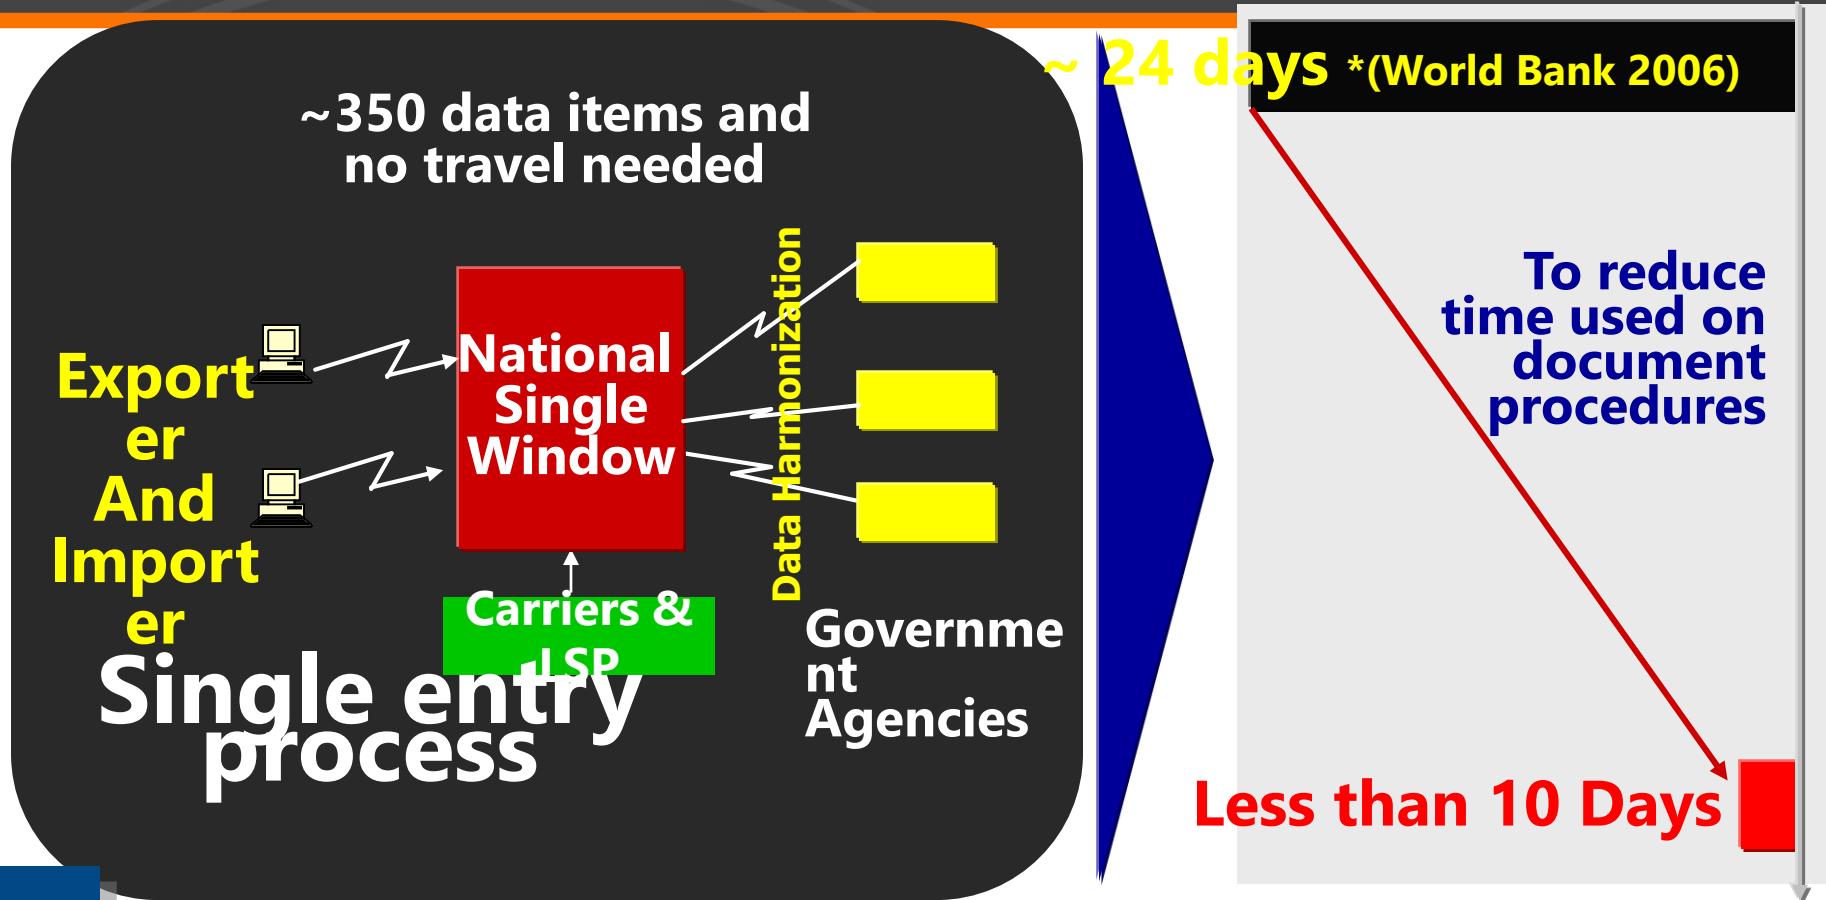 ~350 data items and
no travel needed
Export
er
And
Import
er
National
Single
Window
Data Harmonization
Carriers &
LSP
Governme
nt
Agencies
Single entry
process
~ 24 days *(World Bank 2006)
To reduce
time used on
document
procedures
Less than 10 Days